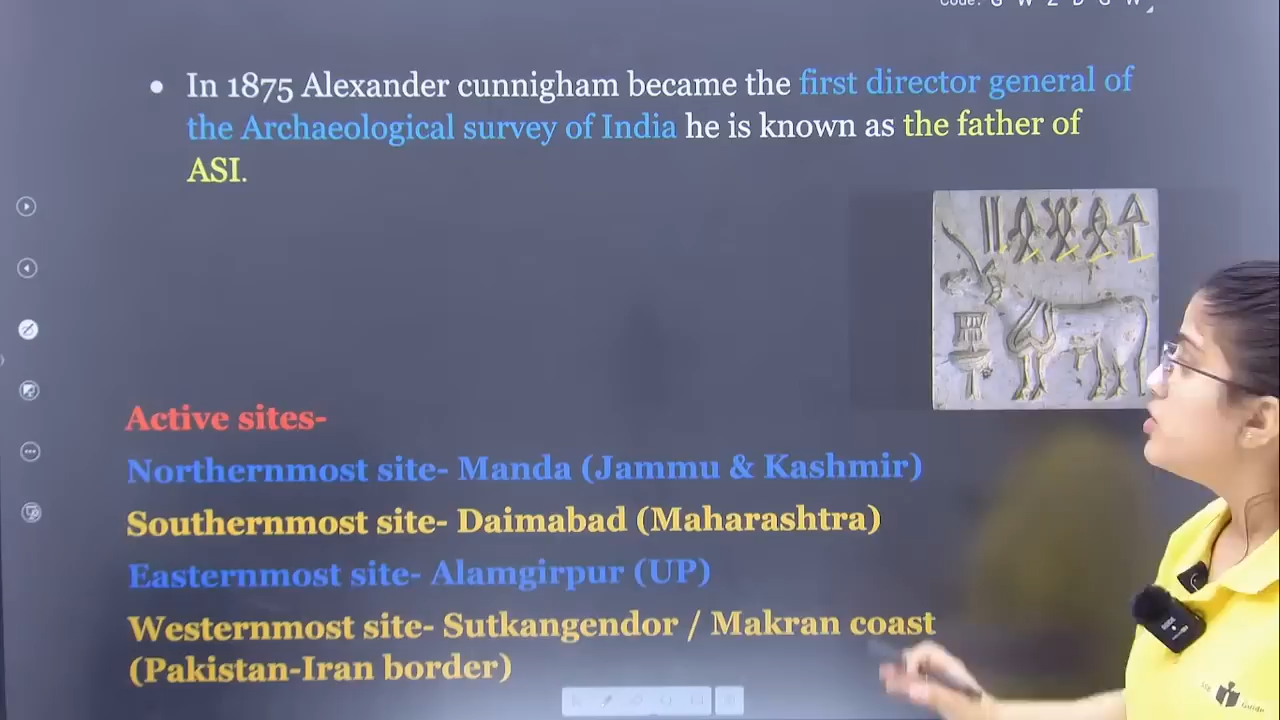 In 1875 Alexander cunnigham became the first director general of
the Archaeological survey of India he is known as the father of
ASI.
Active sites-
Northernmost site- Manda (Jammu & Kashmir)
Southernmost site- Daimabad (Maharashtra)
Easternmost site- Alamgirpur (UP)
Westernmost site- Sutkangendor / Makran coast
(Pakistan-Iran border)
Guide